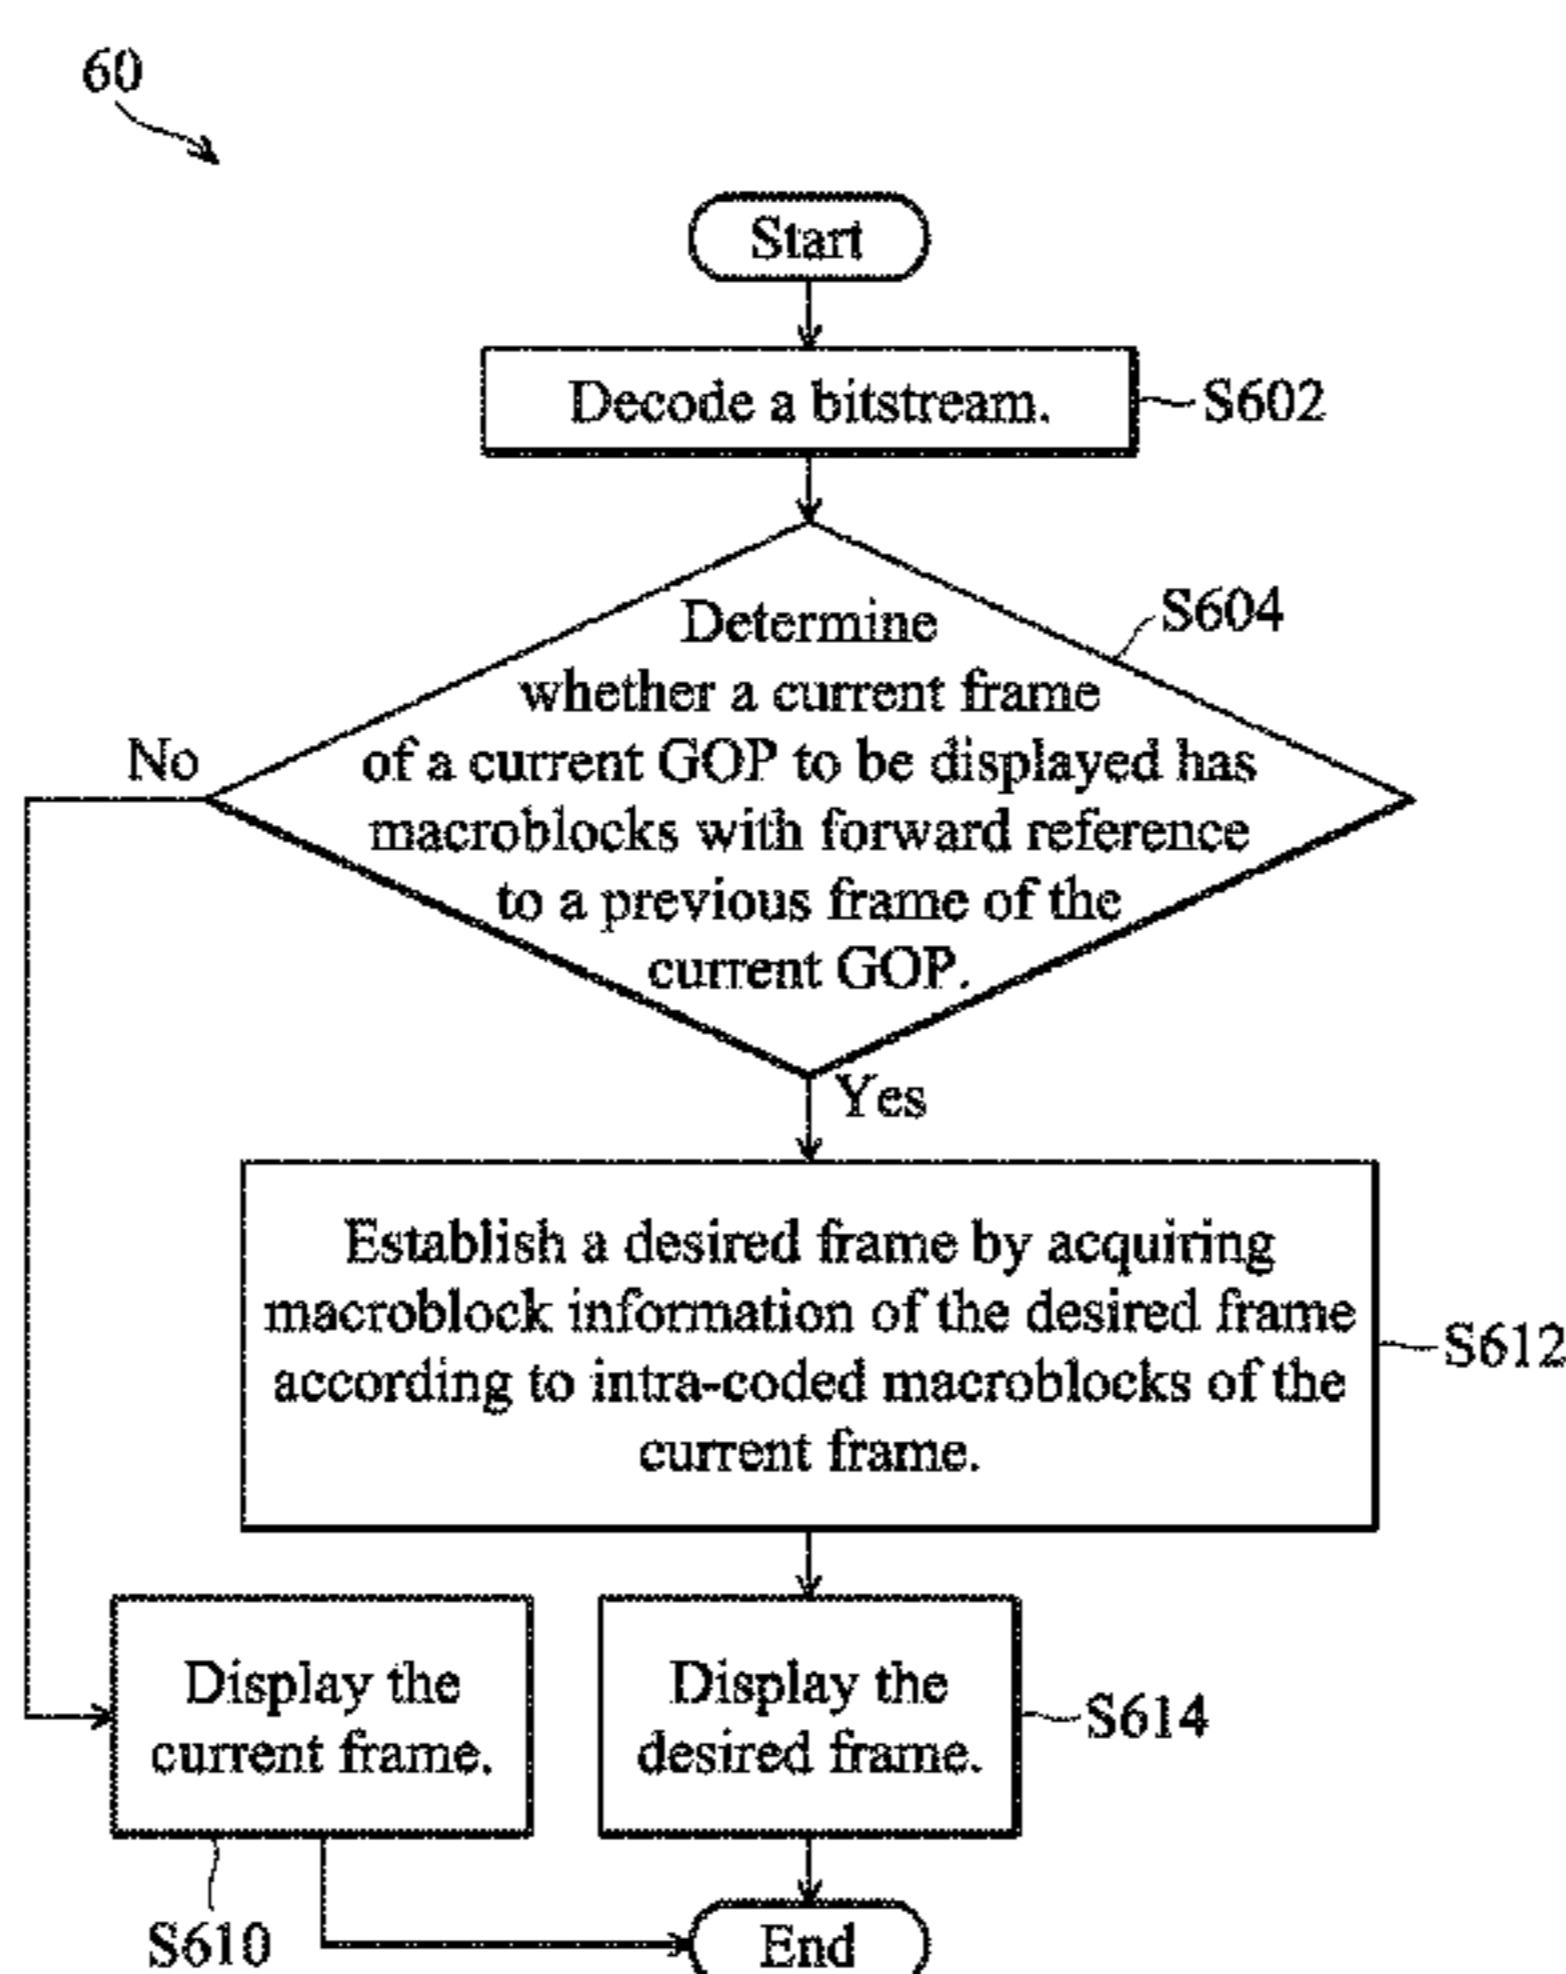 60
Start
Decode a bitstream.
S602
Determine
whether a current frame
of a current GOP to be displayed has
macroblocks with forward reference
to a previous frame of the
current GOP.
S604
No
Yes
Establish a desired frame by acquiring
macroblock information of the desired frame
according to intra-coded macroblocks of the
current frame.
S612
Display the
current frame.
S610
Display the
desired frame.
S614
End